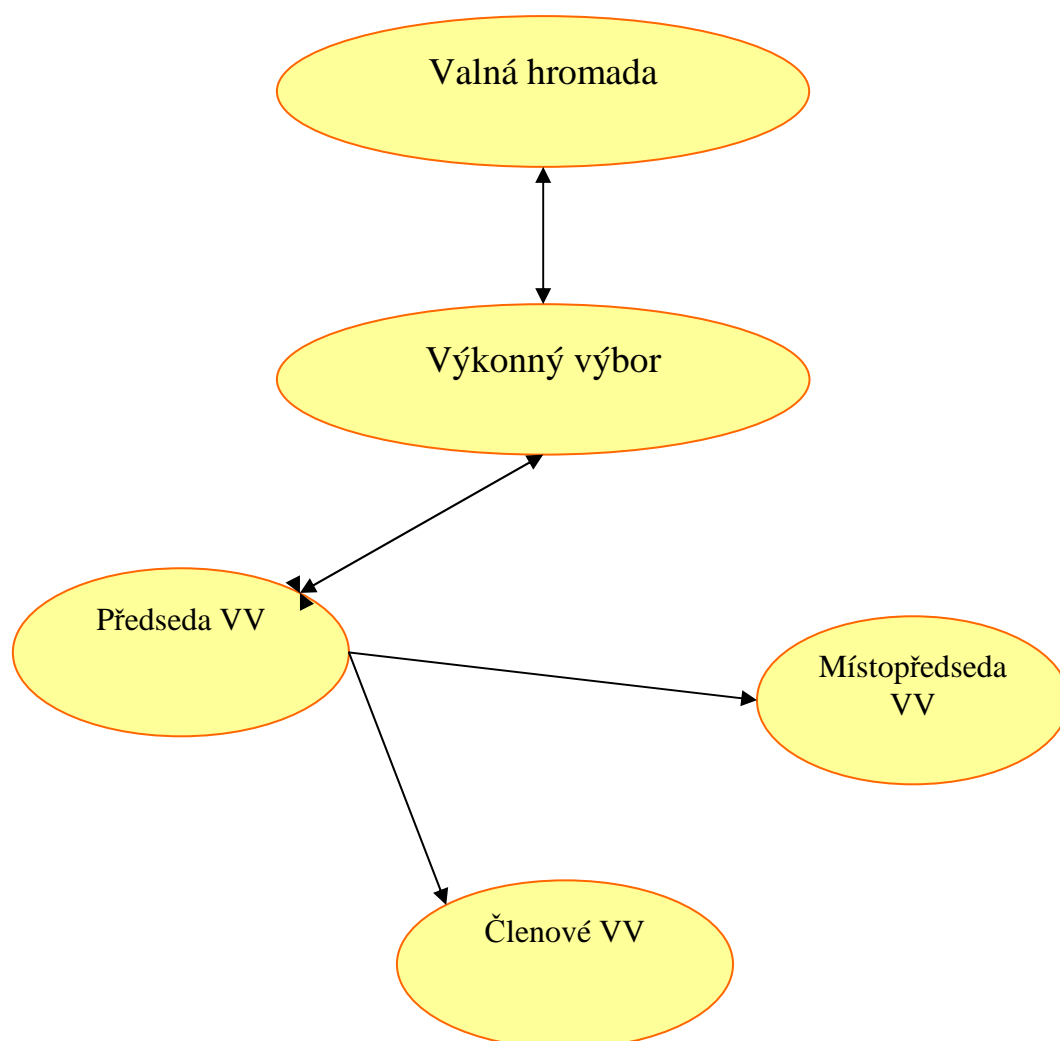 Valná hromada
Výkonný výbor
Předseda VV
Místopředseda
VV
Členové VV